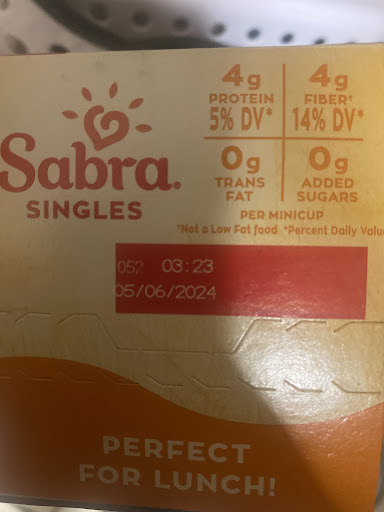 Sabra.
SINGLES
4g
PROTEIN
5% DV*
4g
FIBER†
14% DV*
0g
TRANS
FAT
0g
ADDED
SUGARS
PER MINICUP
†Not a Low Fat food *Percent Daily Value
052 03:23
05/06/2024
PERFECT
FOR LUNCH!